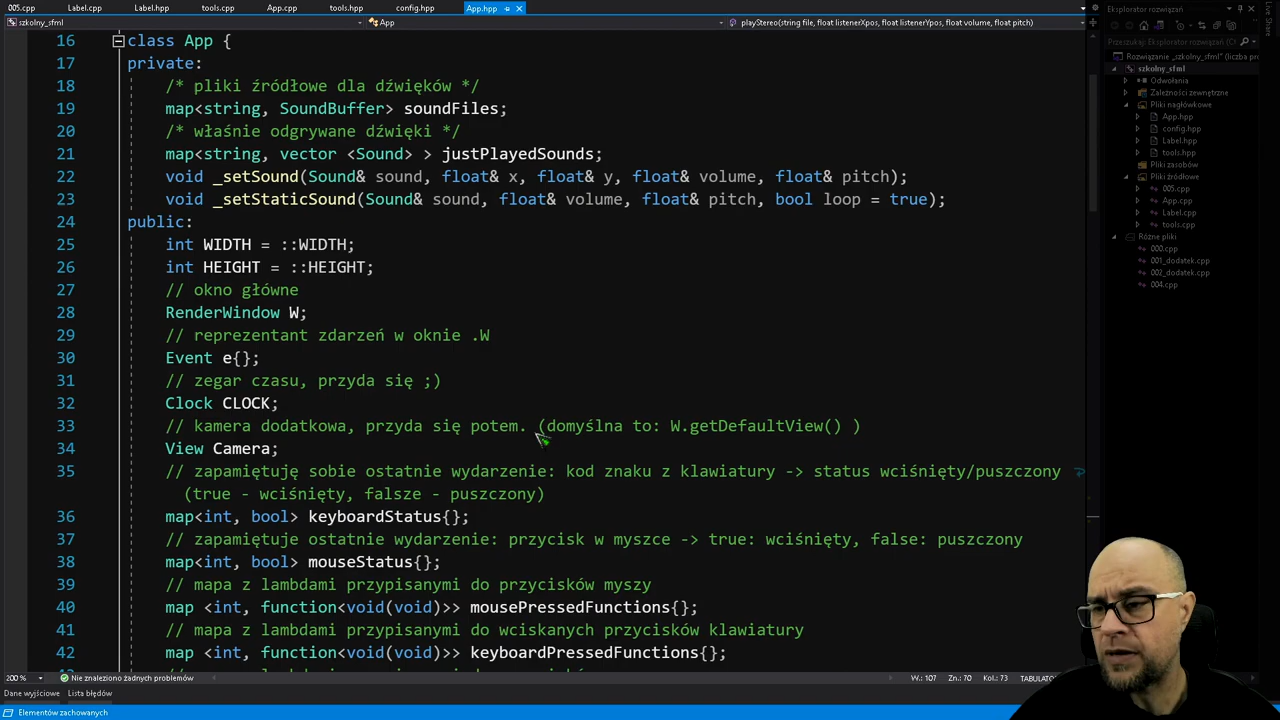 005.cpp Label.cpp Label.hpp tools.cpp App.cpp tools.hpp config.hpp App.hpp
szkolny_sfml App playStereo(string file, float listenerXpos, float listenerYpos, float volume, float pitch)
16 class App {
17 private:
18 /* pliki źródłowe dla dźwięków */
19 map<string, SoundBuffer> soundFiles;
20 /* właśnie odgrywane dźwięki */
21 map<string, vector <Sound> > justPlayedSounds;
22 void _setSound(Sound& sound, float& x, float& y, float& volume, float& pitch);
23 void _setStaticSound(Sound& sound, float& volume, float& pitch, bool loop = true);
24 public:
25 int WIDTH = ::WIDTH;
26 int HEIGHT = ::HEIGHT;
27 // okno główne
28 RenderWindow W;
29 // reprezentant zdarzeń w oknie .W
30 Event e{};
31 // zegar czasu, przyda się ;)
32 Clock CLOCK;
33 // kamera dodatkowa, przyda się potem. (domyślna to: W.getDefaultView() )
34 View Camera;
35 // zapamiętuję sobie ostatnie wydarzenie: kod znaku z klawiatury -> status wciśnięty/puszczony
(true - wciśnięty, falsze - puszczony)
36 map<int, bool> keyboardStatus{};
37 // zapamiętuje ostatnie wydarzenie: przycisk w myszce -> true: wciśnięty, false: puszczony
38 map<int, bool> mouseStatus{};
39 // mapa z lambdami przypisanymi do przycisków myszy
40 map <int, function<void(void)>> mousePressedFunctions{};
41 // mapa z lambdami przypisanymi do wciskanych przycisków klawiatury
42 map <int, function<void(void)>> keyboardPressedFunctions{};
200 % Nie znaleziono żadnych problemów W.: 107 Zn.: 70 Kol.: 73 TABULATO
Dane wyjściowe Lista błędów
Elementów zachowanych
Eksplorator rozwiązań
Przeszukaj: Eksplorator rozwiązań (
Rozwiązanie „szkolny_sfml” (liczba pr
szkolny_sfml
Odwołania
Zależności zewnętrzne
Pliki nagłówkowe
App.hpp
config.hpp
Label.hpp
tools.hpp
Pliki zasobów
Pliki źródłowe
005.cpp
App.cpp
Label.cpp
tools.cpp
Różne pliki
000.cpp
001_dodatek.cpp
002_dodatek.cpp
004.cpp
Live Share